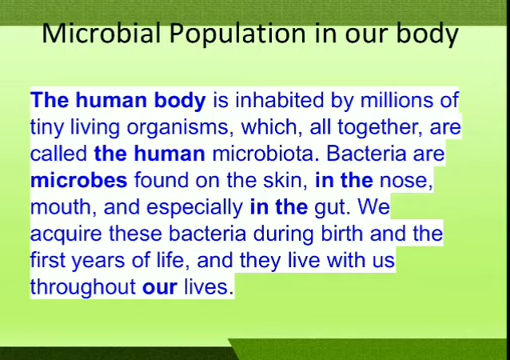 Microbial Population in our body
The human body is inhabited by millions of
tiny living organisms, which, all together, are
called the human microbiota. Bacteria are
microbes found on the skin, in the nose,
mouth, and especially in the gut. We
acquire these bacteria during birth and the
first years of life, and they live with us
throughout our lives.